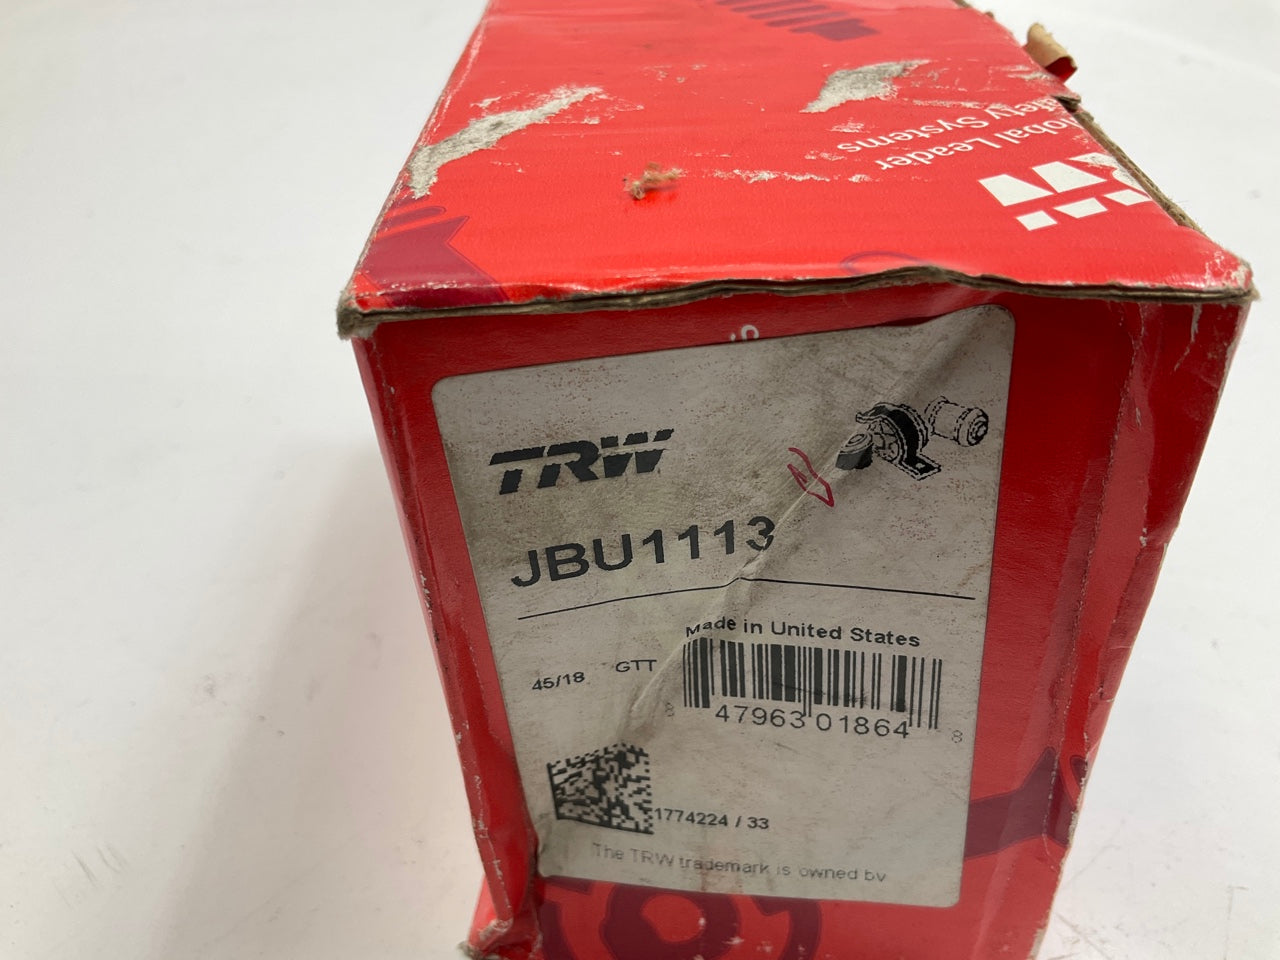 Global Leader
Safety Systems
TRW
JBU1113
Made in United States
45/18 GTT
8 47963 01864 8
1774224 / 33
The TRW trademark is owned by